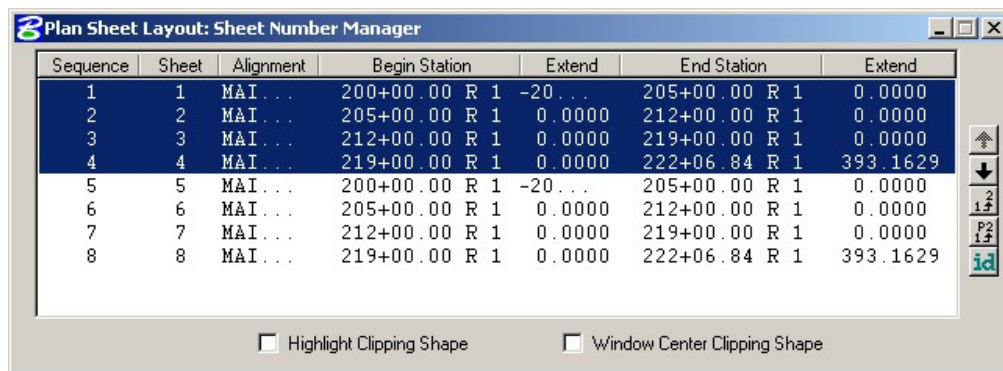 Plan Sheet Layout: Sheet Number Manager
Sequence Sheet Alignment Begin Station Extend End Station Extend
1 1 MAI... 200+00.00 R 1 -20... 205+00.00 R 1 0.0000
2 2 MAI... 205+00.00 R 1 0.0000 212+00.00 R 1 0.0000
3 3 MAI... 212+00.00 R 1 0.0000 219+00.00 R 1 0.0000
4 4 MAI... 219+00.00 R 1 0.0000 222+06.84 R 1 393.1629
5 5 MAI... 200+00.00 R 1 -20... 205+00.00 R 1 0.0000
6 6 MAI... 205+00.00 R 1 0.0000 212+00.00 R 1 0.0000
7 7 MAI... 212+00.00 R 1 0.0000 219+00.00 R 1 0.0000
8 8 MAI... 219+00.00 R 1 0.0000 222+06.84 R 1 393.1629
1 2
P2 1
id
Highlight Clipping Shape Window Center Clipping Shape